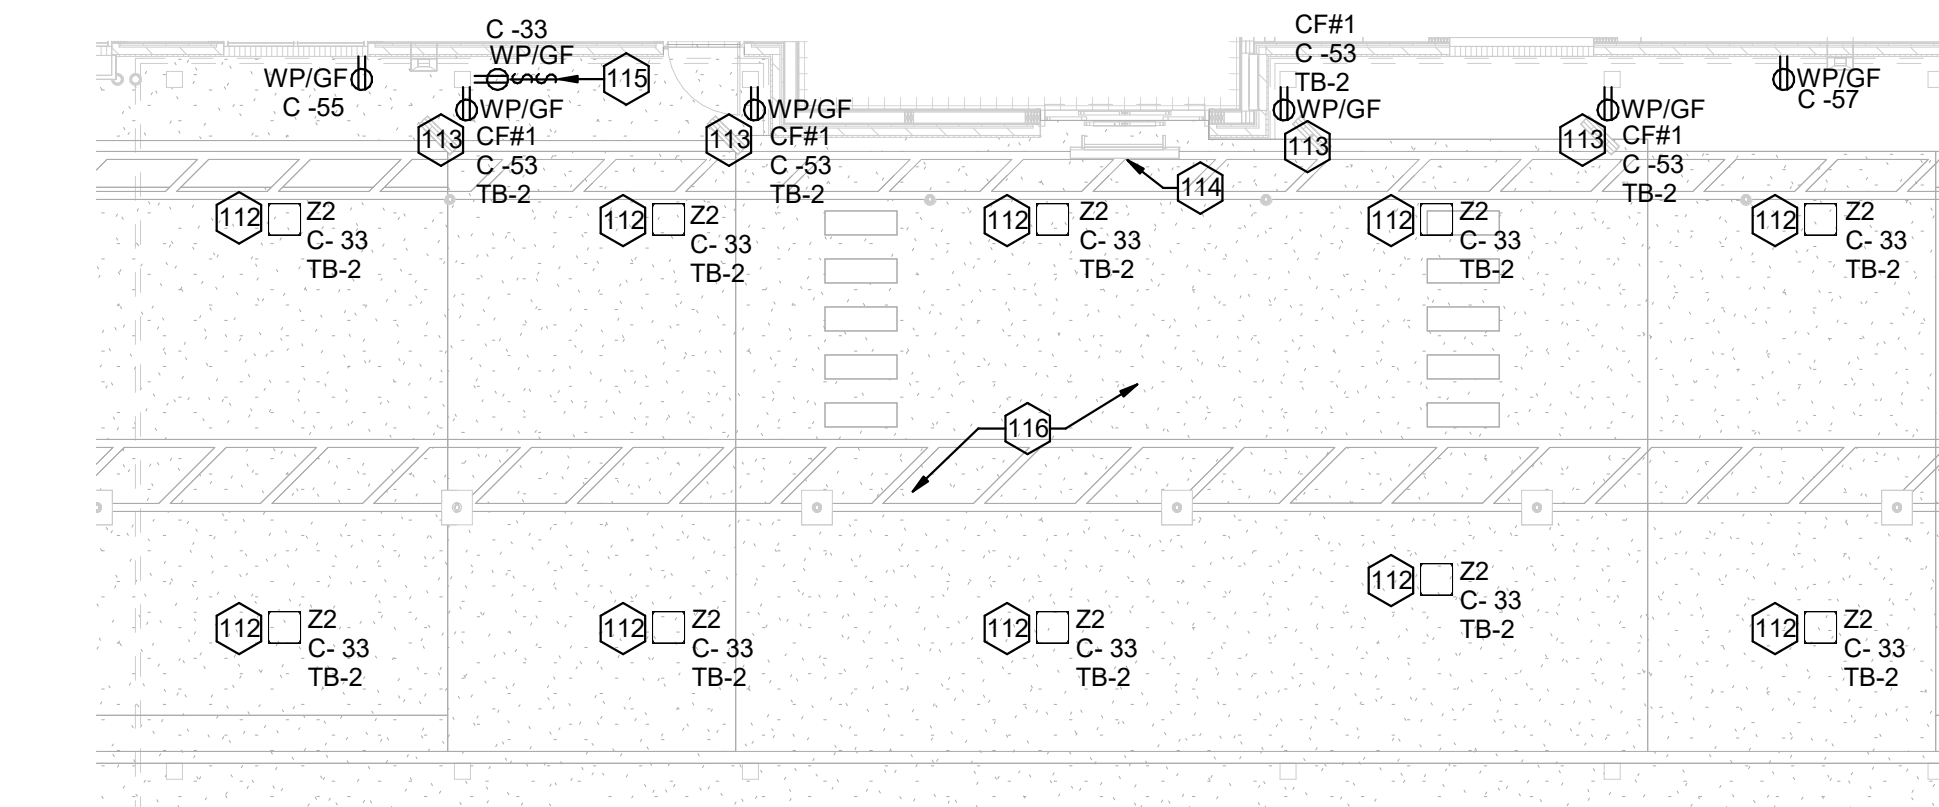 C -33
WP/GF
115
WP/GF
C -55
WP/GF
113
CF#1
C -53
TB-2
WP/GF
113
CF#1
C -53
TB-2
CF#1
C -53
TB-2
WP/GF
113
WP/GF
113
CF#1
C -53
TB-2
WP/GF
C -57
114
112
Z2
C- 33
TB-2
112
Z2
C- 33
TB-2
112
Z2
C- 33
TB-2
112
Z2
C- 33
TB-2
112
Z2
C- 33
TB-2
116
112
Z2
C- 33
TB-2
112
Z2
C- 33
TB-2
112
Z2
C- 33
TB-2
112
Z2
C- 33
TB-2
112
Z2
C- 33
TB-2